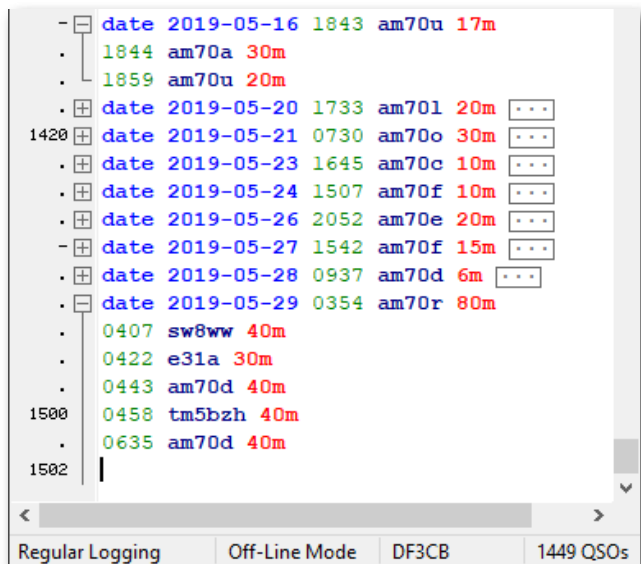 - date 2019-05-16 1843 am70u 17m
. 1844 am70a 30m
. 1859 am70u 20m
. date 2019-05-20 1733 am70l 20m ...
1420 date 2019-05-21 0730 am70o 30m ...
. date 2019-05-23 1645 am70c 10m ...
. date 2019-05-24 1507 am70f 10m ...
. date 2019-05-26 2052 am70e 20m ...
- date 2019-05-27 1542 am70f 15m ...
. date 2019-05-28 0937 am70d 6m ...
. date 2019-05-29 0354 am70r 80m
. 0407 sw8ww 40m
. 0422 e31a 30m
. 0443 am70d 40m
1500 0458 tm5bzh 40m
. 0635 am70d 40m
1502
Regular Logging Off-Line Mode DF3CB 1449 QSOs